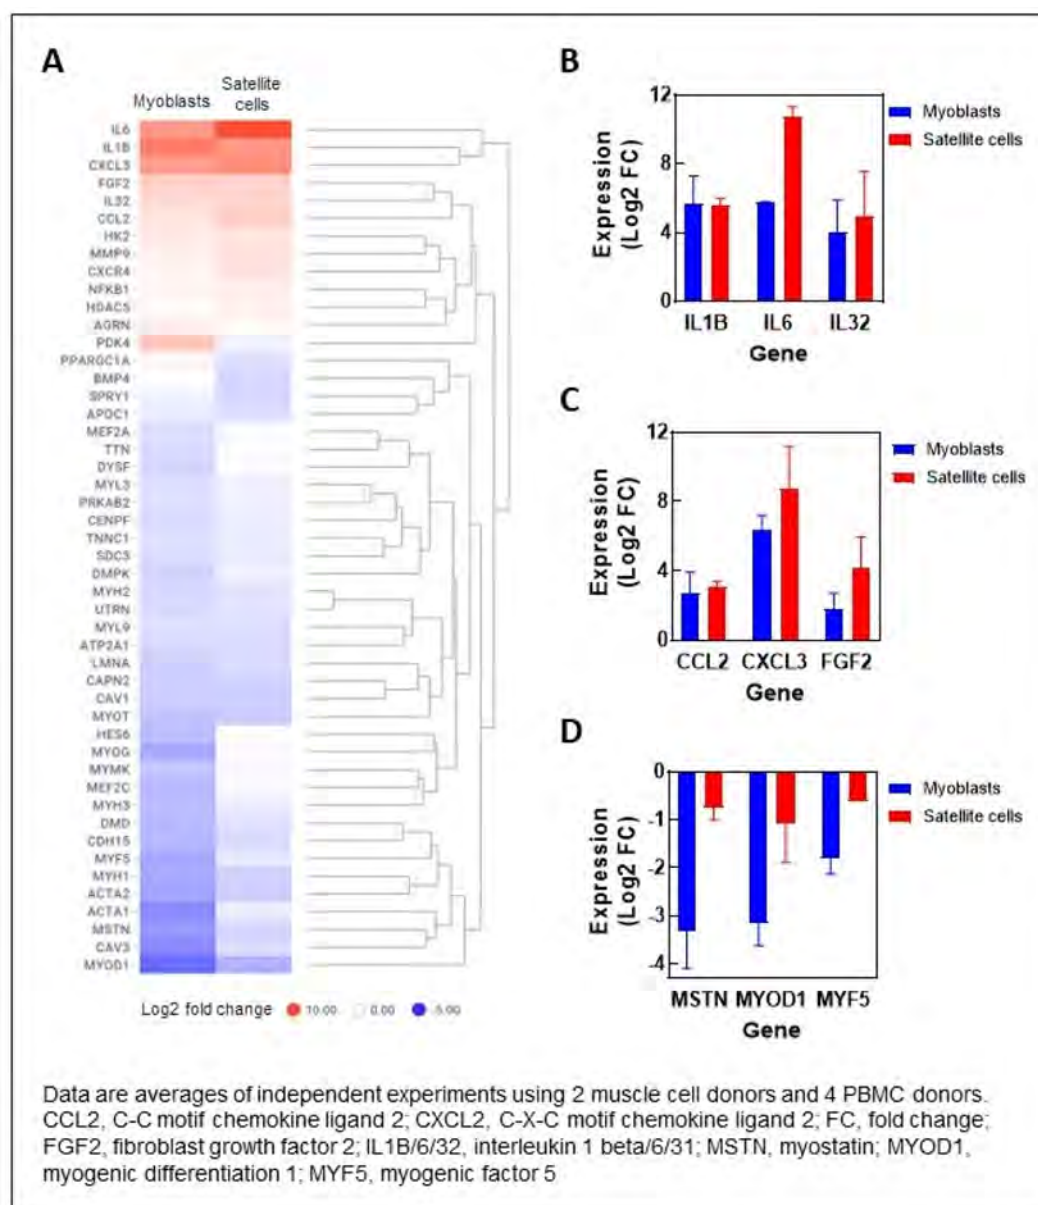 A
Myoblasts
Satellite
cells
IL6
IL1B
CXCL3
FGF2
IL32
CCL2
HK2
MMP9
CXCR4
NFKB1
HDAC5
AGRN
PDK4
PPARGC1A
BMP4
SPRY1
APOC1
MEF2A
TTN
DYSF
MYL3
PRKAB2
CENPF
TNNC1
SDC3
DMPK
MYH2
UTRN
MYL9
ATP2A1
LMNA
CAPN2
CAV1
MYOT
HES6
MYOG
MYMK
MEF2C
MYH3
DMD
CDH15
MYF5
MYH1
ACTA2
ACTA1
MSTN
CAV3
MYOD1
Log2 fold change 10.00 0.00 -5.00
B
Expression
(Log2 FC)
12
8
4
0
IL1B IL6 IL32
Gene
Myoblasts
Satellite cells
C
Expression
(Log2 FC)
12
8
4
0
CCL2 CXCL3 FGF2
Gene
Myoblasts
Satellite cells
D
Expression
(Log2 FC)
0
-1
-2
-3
-4
MSTN MYOD1 MYF5
Gene
Myoblasts
Satellite cells
Data are averages of independent experiments using 2 muscle cell donors and 4 PBMC donors.
CCL2, C-C motif chemokine ligand 2; CXCL2, C-X-C motif chemokine ligand 2; FC, fold change;
FGF2, fibroblast growth factor 2; IL1B/6/32, interleukin 1 beta/6/31; MSTN, myostatin; MYOD1,
myogenic differentiation 1; MYF5, myogenic factor 5